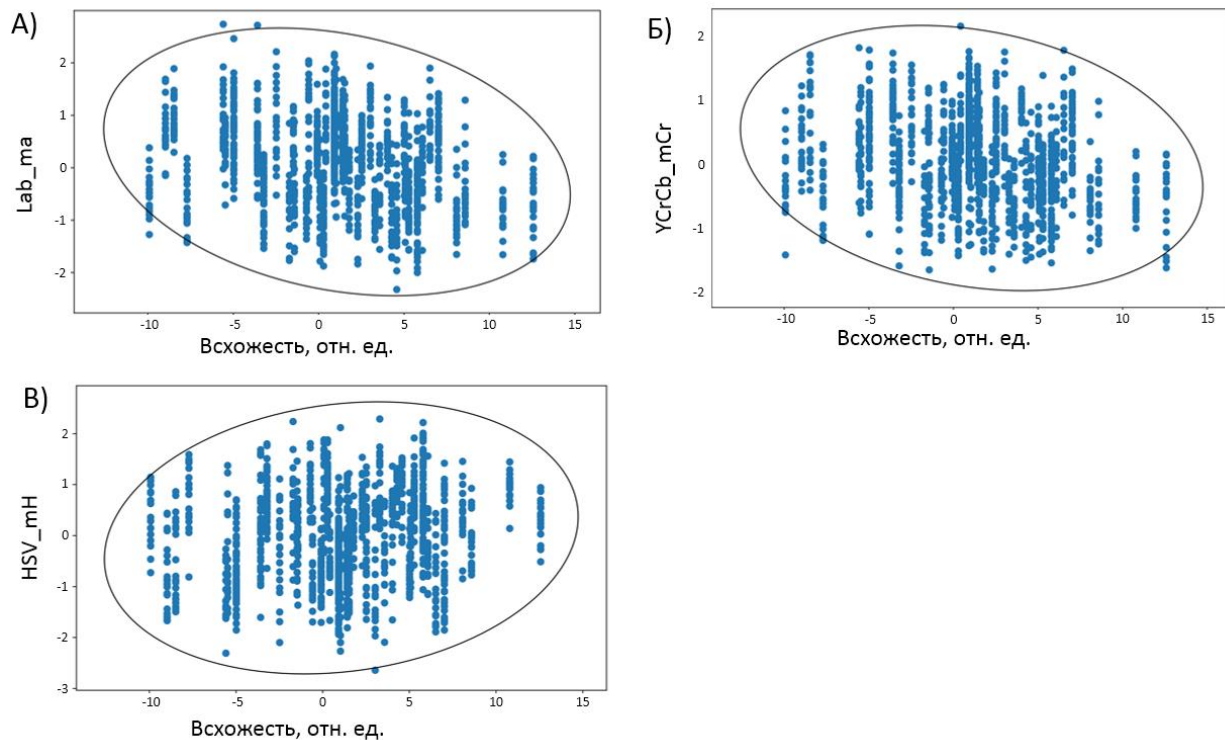 А)
Lab_ma
2
1
0
-1
-2
-10 -5 0 5 10 15
Всхожесть, отн. ед.
Б)
YCrCb_mCr
2
1
0
-1
-2
-10 -5 0 5 10 15
Всхожесть, отн. ед.
В)
HSV_mH
2
1
0
-1
-2
-3
-10 -5 0 5 10 15
Всхожесть, отн. ед.